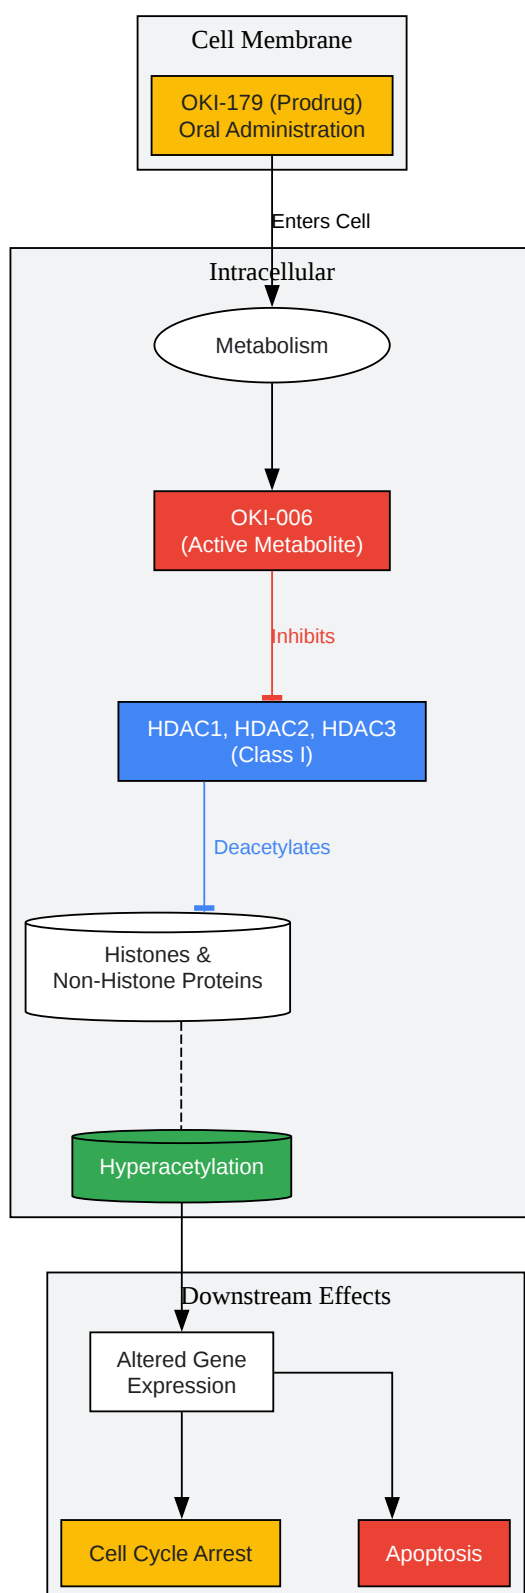 Cell Membrane
OKI-179 (Prodrug)
Oral Administration
Enters Cell
Intracellular
Metabolism
OKI-006
(Active Metabolite)
Inhibits
HDAC1, HDAC2, HDAC3
(Class I)
Deacetylates
Histones &
Non-Histone Proteins
Hyperacetylation
Downstream Effects
Altered Gene
Expression
Cell Cycle Arrest
Apoptosis